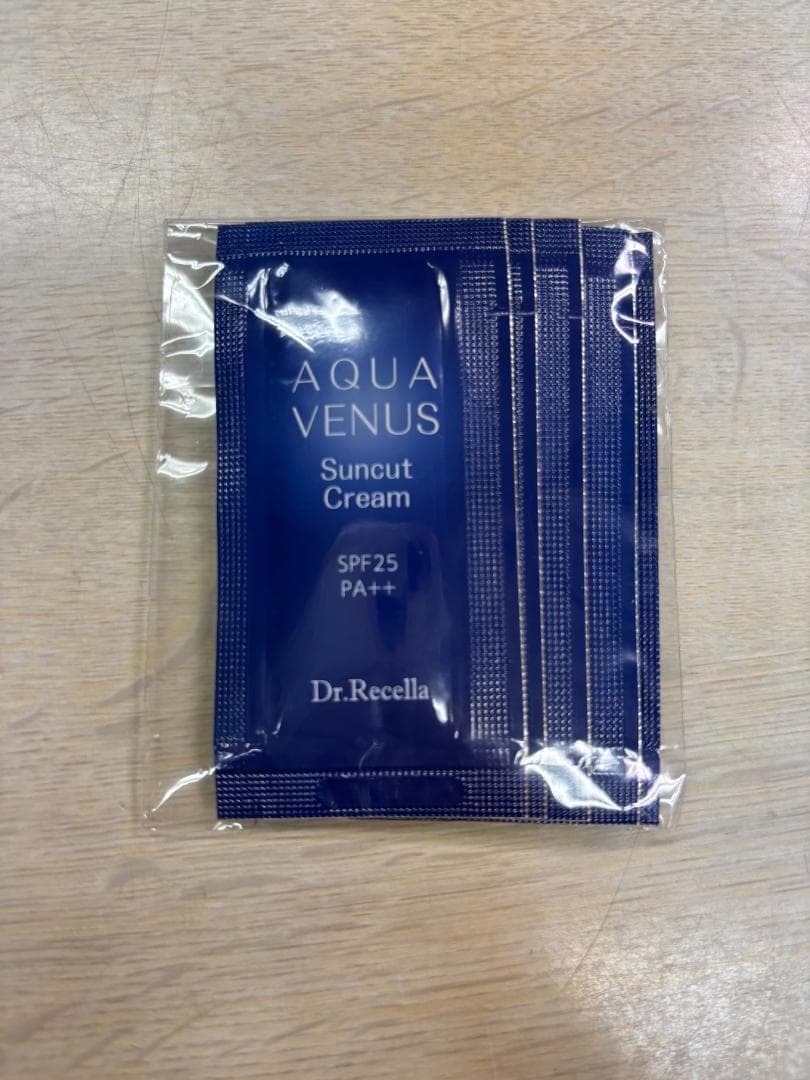 AQUA
VENUS
Suncut
Cream
SPF25
PA++
Dr.Recella